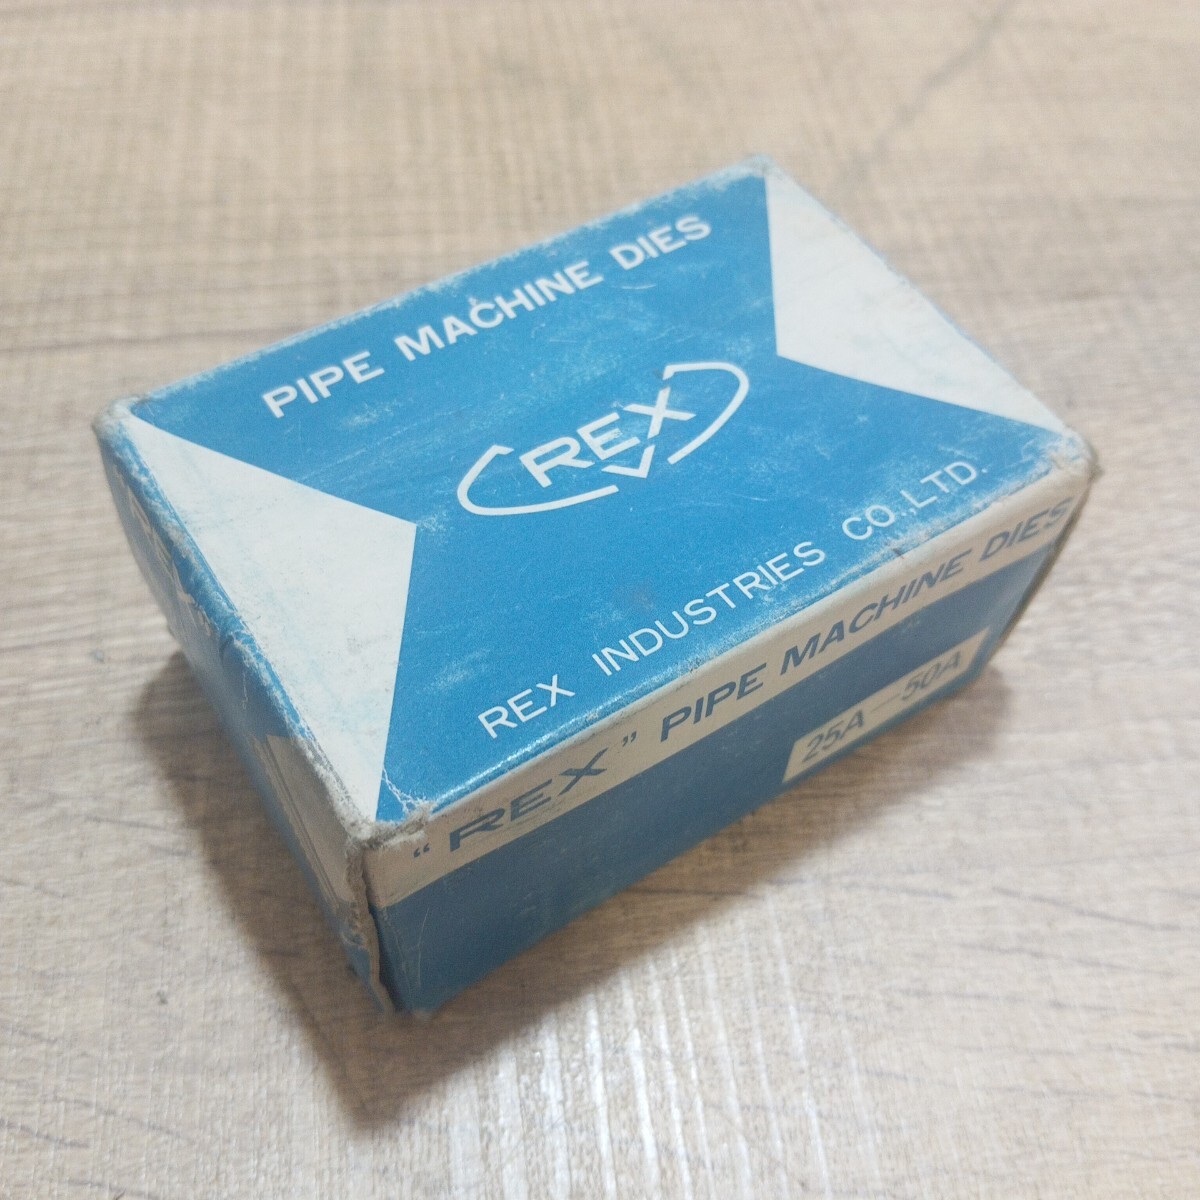 PIPE MACHINE DIES
REX
REX INDUSTRIES CO.,LTD.
“REX” PIPE MACHINE DIES
25A—50A